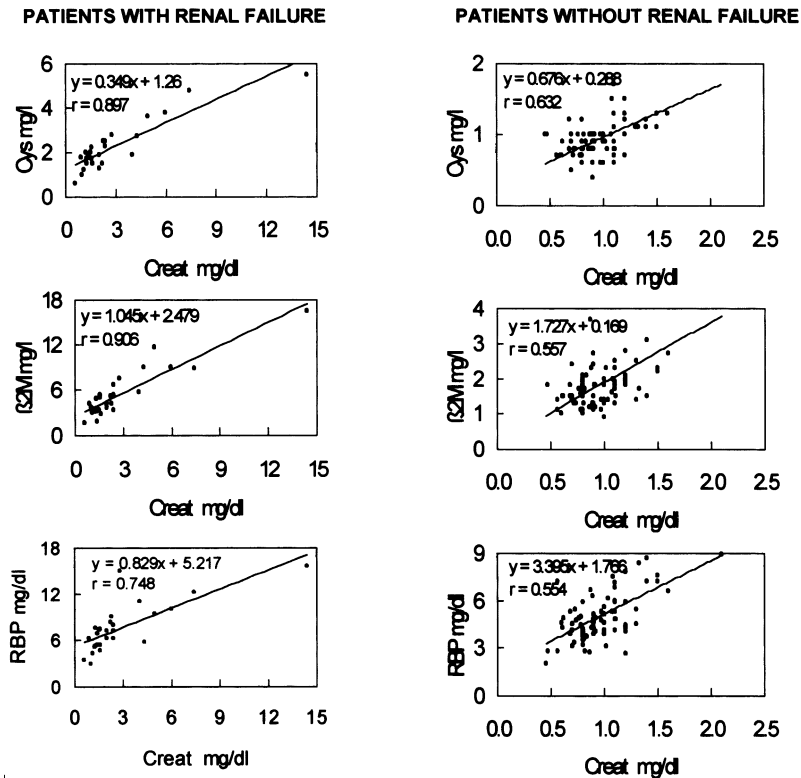 PATIENTS WITH RENAL FAILURE
PATIENTS WITHOUT RENAL FAILURE
6
4
2
0
Cys mg/l
y = 0.349x + 1.26
r = 0.897
0 3 6 9 12 15
Creat mg/dl
2
1
0
Cys mg/l
y = 0.676x + 0.288
r = 0.632
0.0 0.5 1.0 1.5 2.0 2.5
Creat mg/dl
18
12
6
0
ß2M mg/l
y = 1.045x + 2.479
r = 0.906
0 3 6 9 12 15
Creat mg/dl
4
3
2
1
0
ß2M mg/l
y = 1.727x + 0.169
r = 0.557
0.0 0.5 1.0 1.5 2.0 2.5
Creat mg/dl
18
12
6
0
RBP mg/dl
y = 0.829x + 5.217
r = 0.748
0 3 6 9 12 15
Creat mg/dl
9
6
3
0
RBP mg/dl
y = 3.395x + 1.766
r = 0.554
0.0 0.5 1.0 1.5 2.0 2.5
Creat mg/dl